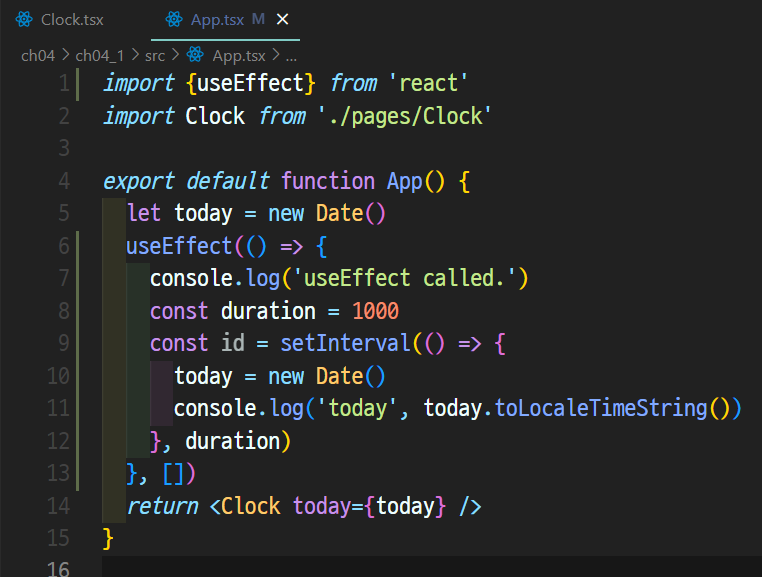 Clock.tsx App.tsx M ×
ch04 > ch04_1 > src > App.tsx > ...
1 import {useEffect} from 'react'
2 import Clock from './pages/Clock'
3
4 export default function App() {
5 let today = new Date()
6 useEffect(() => {
7 console.log('useEffect called.')
8 const duration = 1000
9 const id = setInterval(() => {
10 today = new Date()
11 console.log('today', today.toLocaleTimeString())
12 }, duration)
13 }, [])
14 return <Clock today={today} />
15 }
16